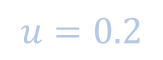 u = 0.2